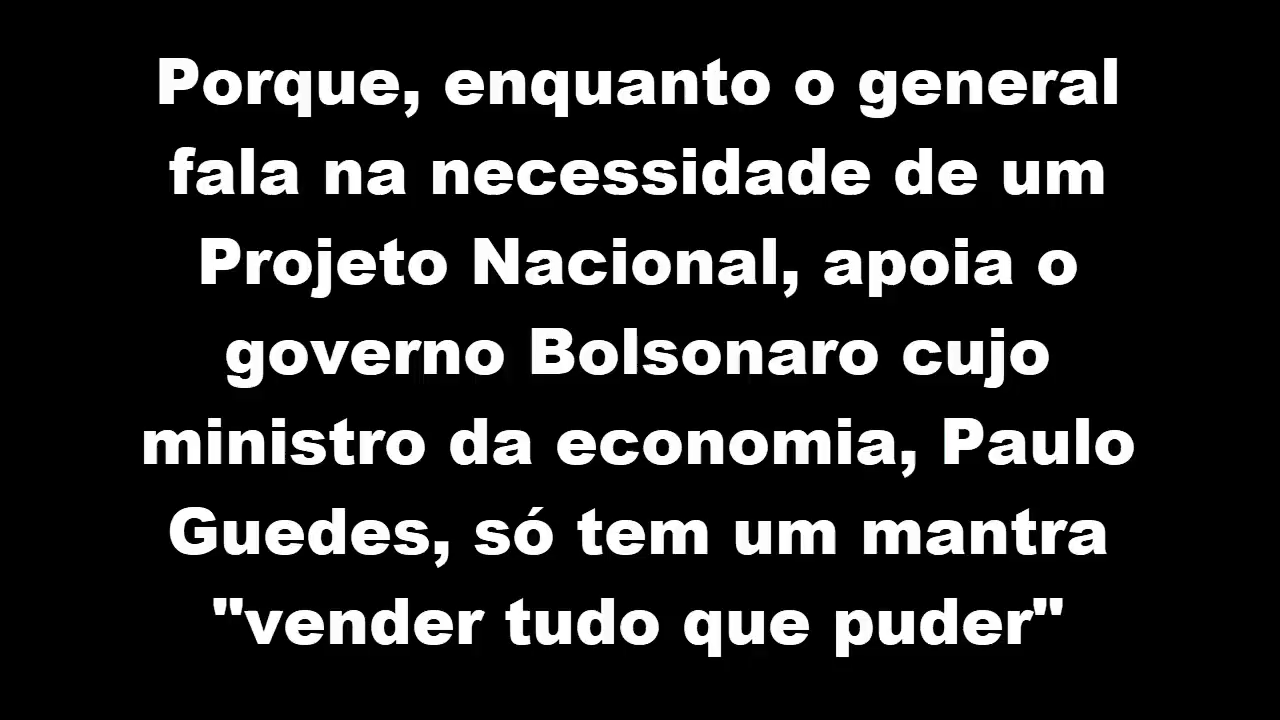 Porque, enquanto o general
fala na necessidade de um
Projeto Nacional, apoia o
governo Bolsonaro cujo
ministro da economia, Paulo
Guedes, só tem um mantra
"vender tudo que puder"